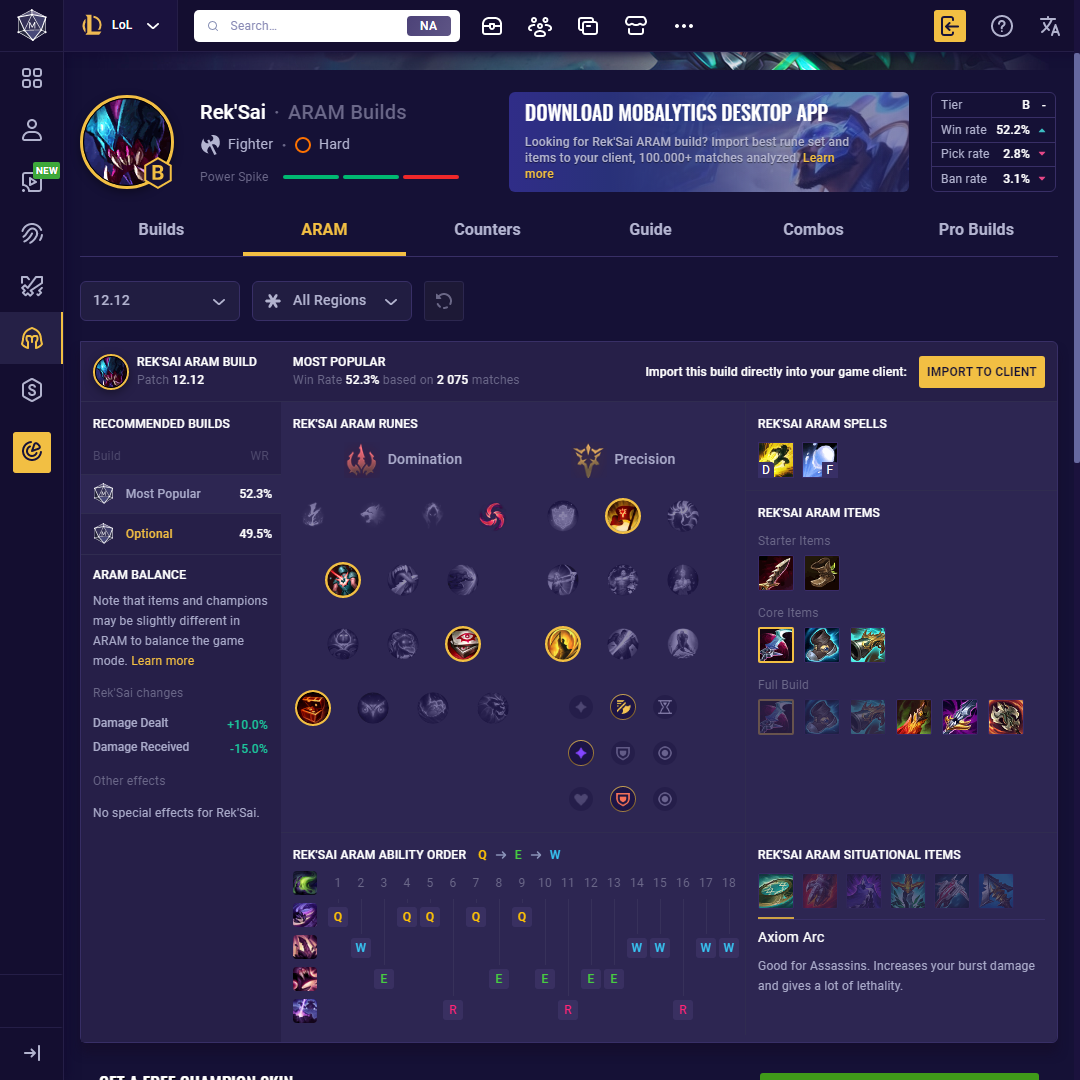 LoL
Search...
NA
NEW
Rek'Sai · ARAM Builds
Fighter · Hard
Power Spike
B
DOWNLOAD MOBALYTICS DESKTOP APP
Looking for Rek'Sai ARAM build? Import best rune set and
items to your client, 100.000+ matches analyzed. Learn
more
Tier B -
Win rate 52.2%
Pick rate 2.8%
Ban rate 3.1%
Builds ARAM Counters Guide Combos Pro Builds
12.12
All Regions
REK'SAI ARAM BUILD
Patch 12.12
MOST POPULAR
Win Rate 52.3% based on 2 075 matches
Import this build directly into your game client:
IMPORT TO CLIENT
RECOMMENDED BUILDS
Build WR
Most Popular 52.3%
Optional 49.5%
ARAM BALANCE
Note that items and champions
may be slightly different in
ARAM to balance the game
mode. Learn more
Rek'Sai changes
Damage Dealt +10.0%
Damage Received -15.0%
Other effects
No special effects for Rek'Sai.
REK'SAI ARAM RUNES
Domination
Precision
REK'SAI ARAM SPELLS
D F
REK'SAI ARAM ITEMS
Starter Items
Core Items
Full Build
REK'SAI ARAM ABILITY ORDER Q → E → W
1 2 3 4 5 6 7 8 9 10 11 12 13 14 15 16 17 18
Q Q Q Q Q
W W W W W
E E E E E
R R R
REK'SAI ARAM SITUATIONAL ITEMS
Axiom Arc
Good for Assassins. Increases your burst damage
and gives a lot of lethality.
GET A FREE CHAMPION SKIN